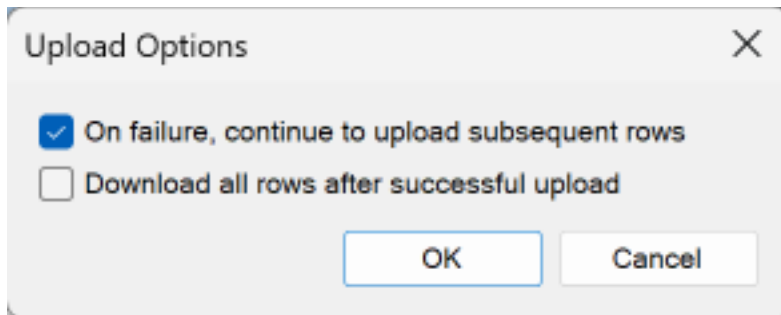 Upload Options
On failure, continue to upload subsequent rows
Download all rows after successful upload
OK Cancel